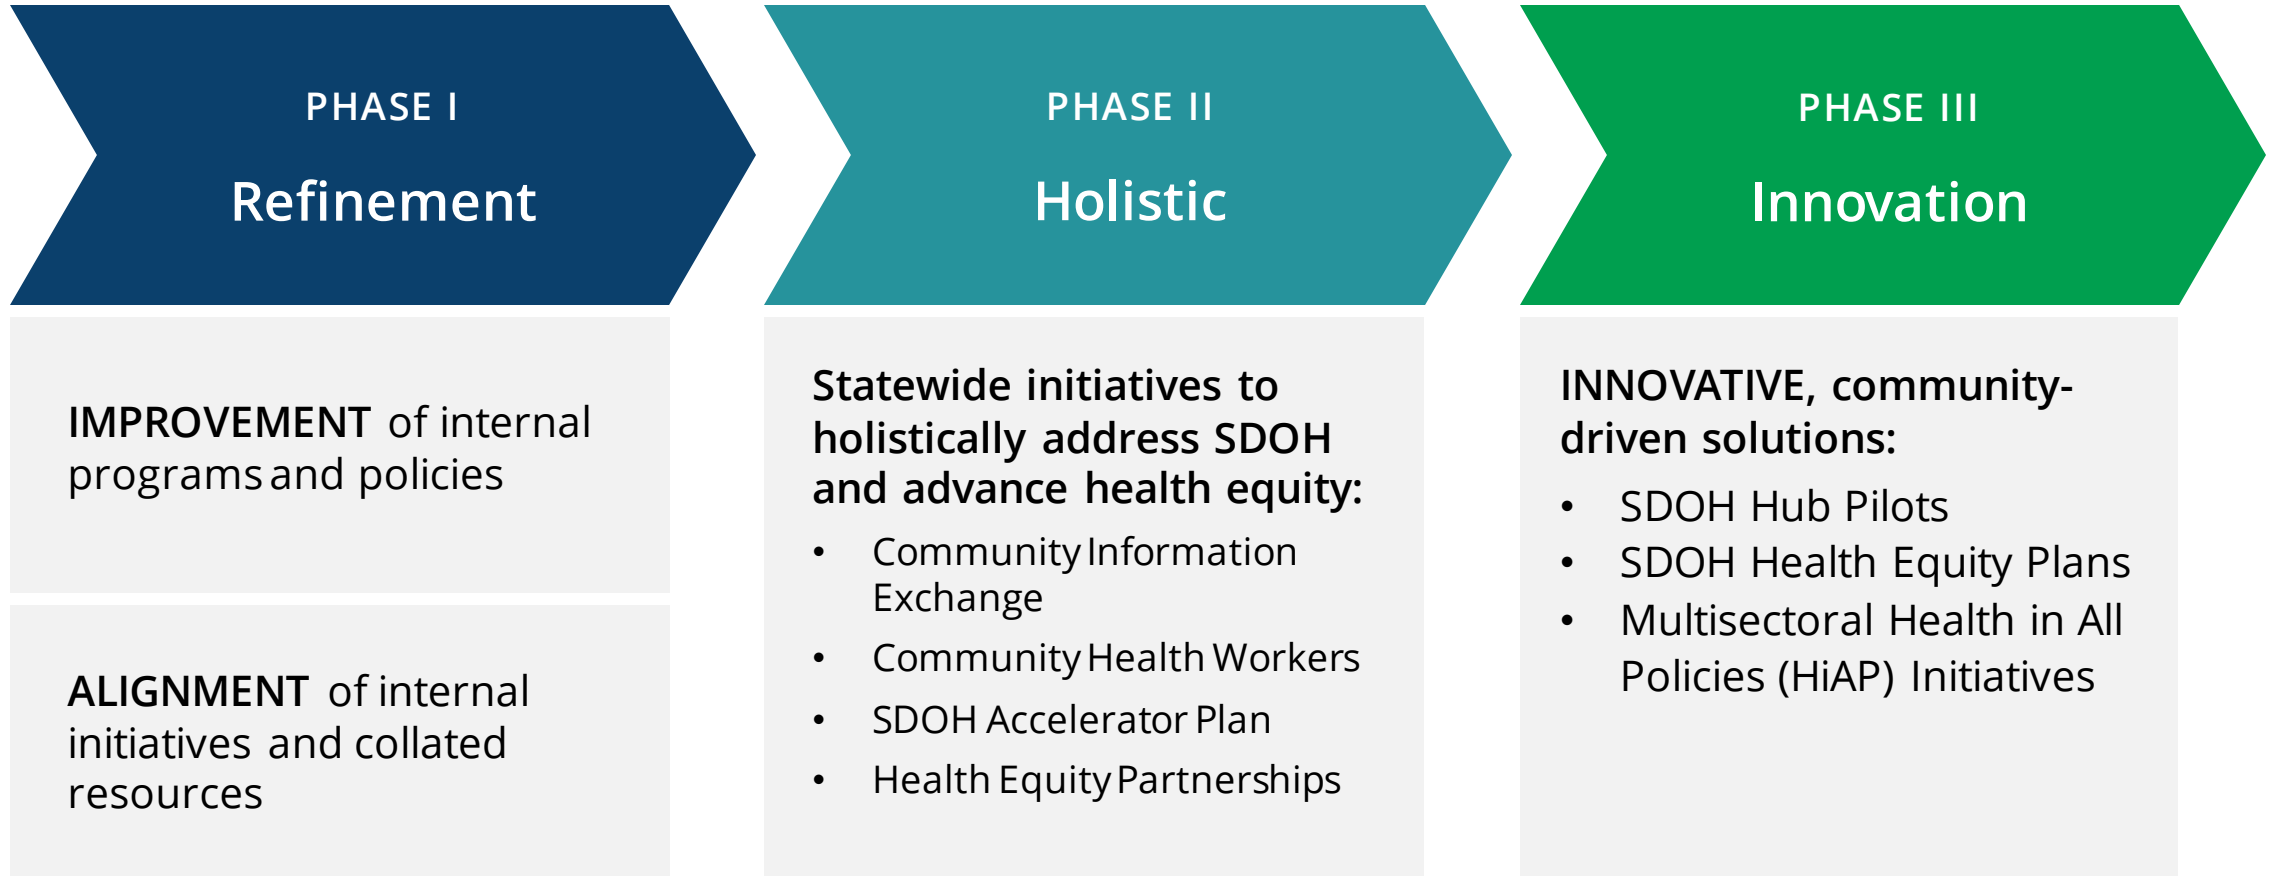 PHASE I
Refinement
IMPROVEMENT of internal
programs and policies
ALIGNMENT of internal
initiatives and collated
resources
PHASE II
Holistic
Statewide initiatives to
holistically address SDOH
and advance health equity:
• Community Information
Exchange
• Community Health Workers
• SDOH Accelerator Plan
• Health Equity Partnerships
PHASE III
Innovation
INNOVATIVE, community-
driven solutions:
• SDOH Hub Pilots
• SDOH Health Equity Plans
• Multisectoral Health in All
Policies (HiAP) Initiatives